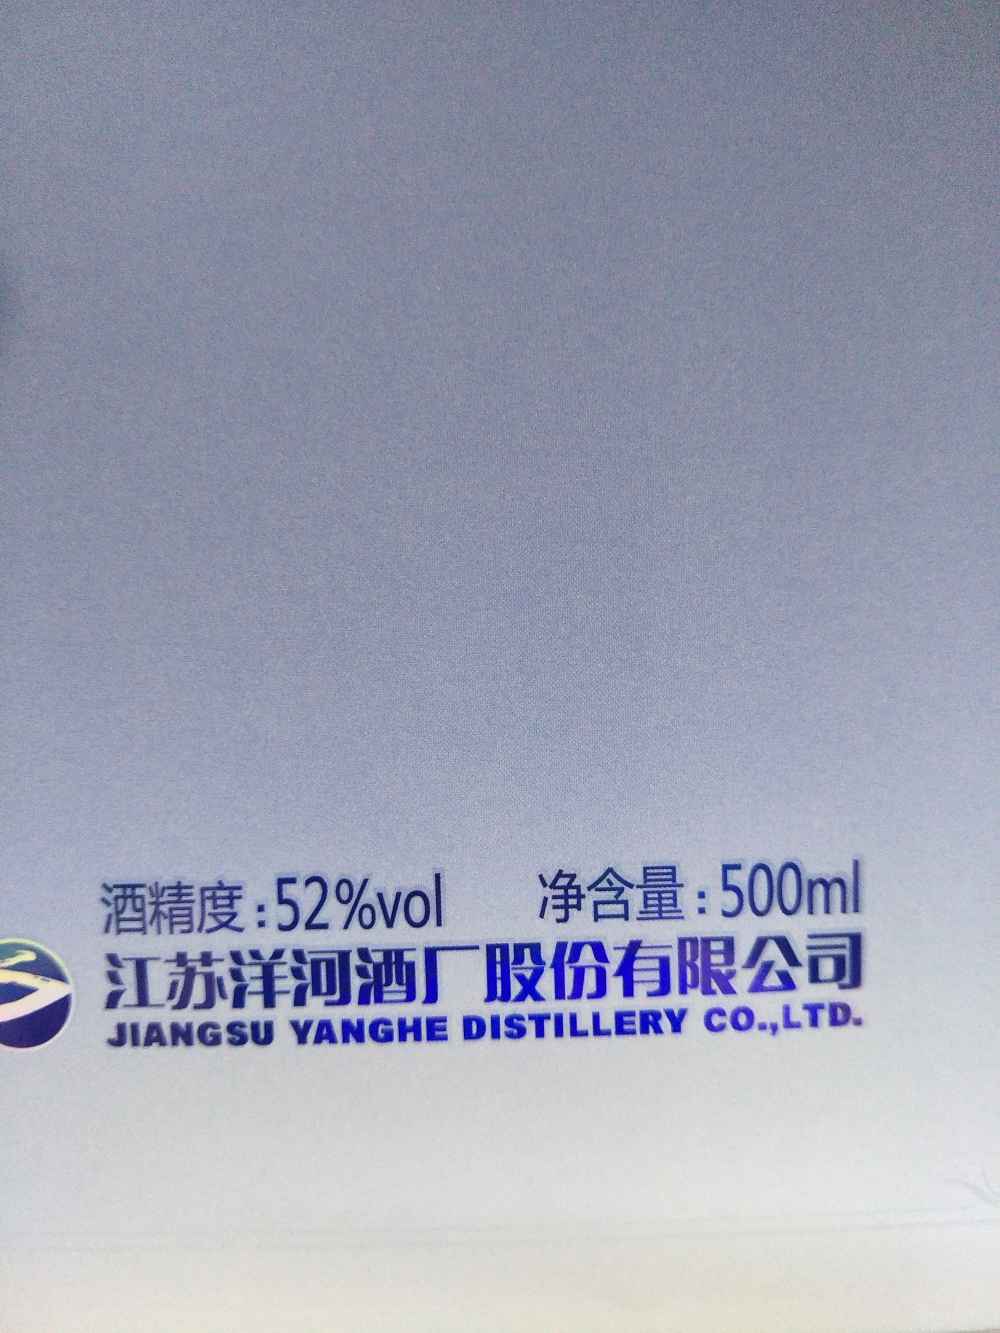 酒精度:52%vol 净含量:500ml
江苏洋河酒厂股份有限公司
JIANGSU YANGHE DISTILLERY CO.,LTD.